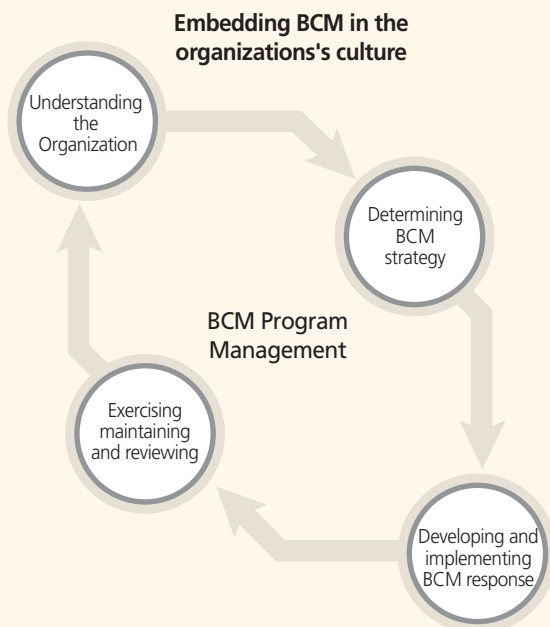 Embedding BCM in the
organizations's culture
Understanding
the
Organization
Determining
BCM
strategy
BCM Program
Management
Exercising
maintaining
and reviewing
Developing and
implementing
BCM response